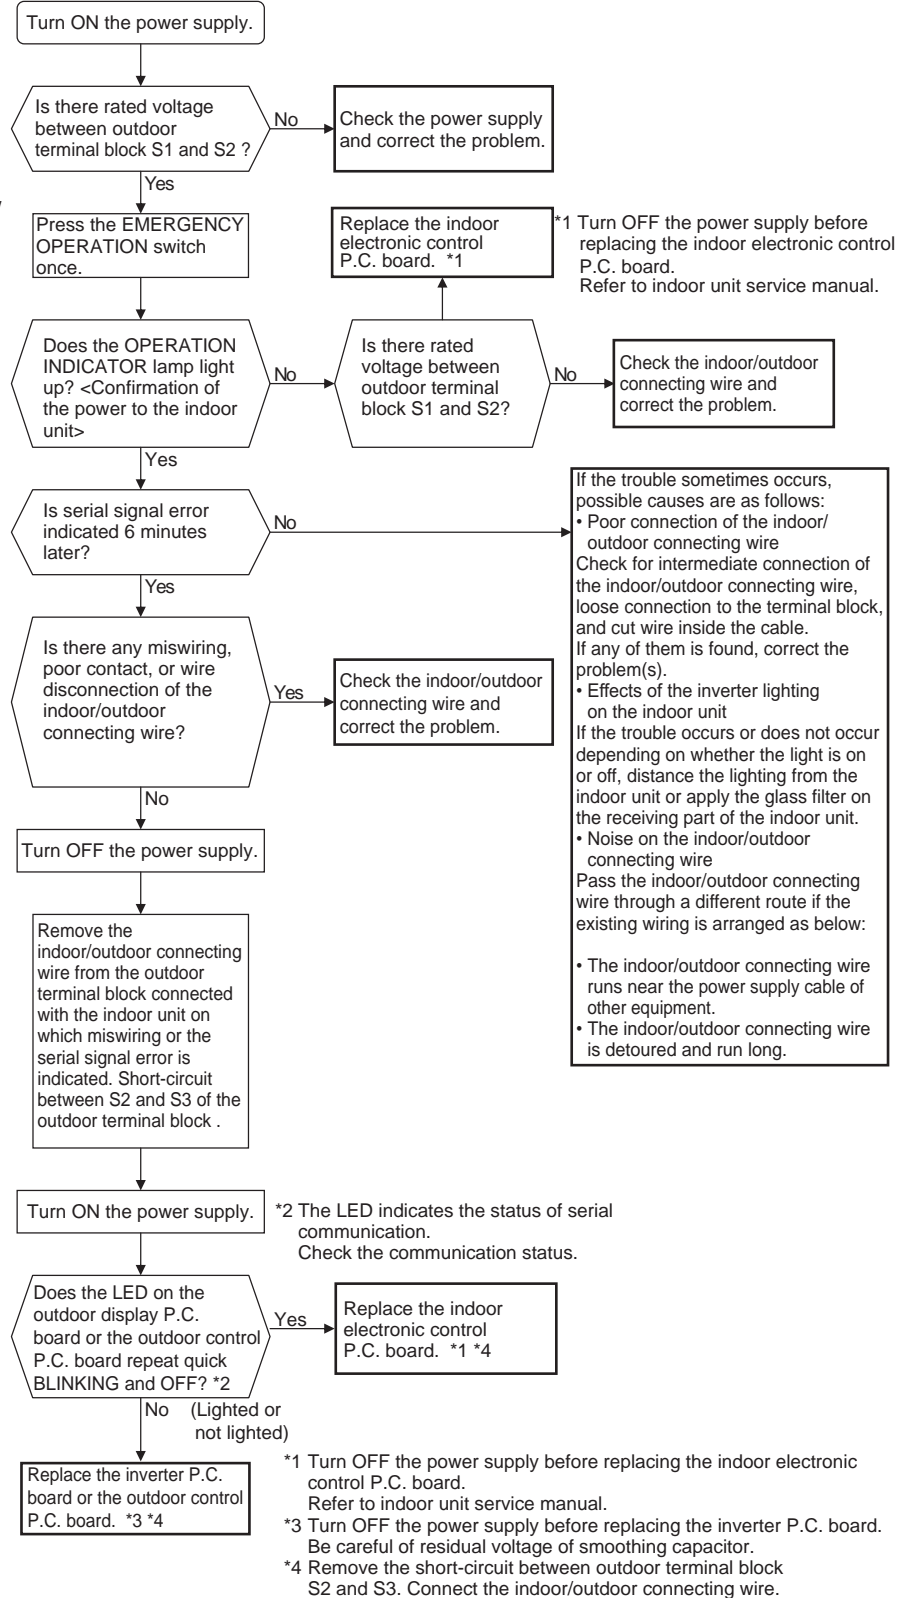 Turn ON the power supply.
Is there rated voltage
between outdoor
terminal block S1 and S2 ?
No
Check the power supply
and correct the problem.
Yes
Press the EMERGENCY
OPERATION switch
once.
Replace the indoor
electronic control
P.C. board. *1
*1 Turn OFF the power supply before
replacing the indoor electronic control
P.C. board.
Refer to indoor unit service manual.
Does the OPERATION
INDICATOR lamp light
up? <Confirmation of
the power to the indoor
unit>
No
Is there rated
voltage between
outdoor terminal
block S1 and S2?
No
Check the indoor/outdoor
connecting wire and
correct the problem.
Yes
Is serial signal error
indicated 6 minutes
later?
No
If the trouble sometimes occurs,
possible causes are as follows:
• Poor connection of the indoor/
outdoor connecting wire
Check for intermediate connection of
the indoor/outdoor connecting wire,
loose connection to the terminal block,
and cut wire inside the cable.
If any of them is found, correct the
problem(s).
• Effects of the inverter lighting
on the indoor unit
If the trouble occurs or does not occur
depending on whether the light is on
or off, distance the lighting from the
indoor unit or apply the glass filter on
the receiving part of the indoor unit.
• Noise on the indoor/outdoor
connecting wire
Pass the indoor/outdoor connecting
wire through a different route if the
existing wiring is arranged as below:
• The indoor/outdoor connecting wire
runs near the power supply cable of
other equipment.
• The indoor/outdoor connecting wire
is detoured and run long.
Yes
Is there any miswiring,
poor contact, or wire
disconnection of the
indoor/outdoor
connecting wire?
Yes
Check the indoor/outdoor
connecting wire and
correct the problem.
No
Turn OFF the power supply.
Remove the
indoor/outdoor connecting
wire from the outdoor
terminal block connected
with the indoor unit on
which miswiring or the
serial signal error is
indicated. Short-circuit
between S2 and S3 of the
outdoor terminal block .
Turn ON the power supply.
*2 The LED indicates the status of serial
communication.
Check the communication status.
Does the LED on the
outdoor display P.C.
board or the outdoor control
P.C. board repeat quick
BLINKING and OFF? *2
Yes
Replace the indoor
electronic control
P.C. board. *1 *4
No (Lighted or
not lighted)
Replace the inverter P.C.
board or the outdoor control
P.C. board. *3 *4
*1 Turn OFF the power supply before replacing the indoor electronic
control P.C. board.
Refer to indoor unit service manual.
*3 Turn OFF the power supply before replacing the inverter P.C. board.
Be careful of residual voltage of smoothing capacitor.
*4 Remove the short-circuit between outdoor terminal block
S2 and S3. Connect the indoor/outdoor connecting wire.